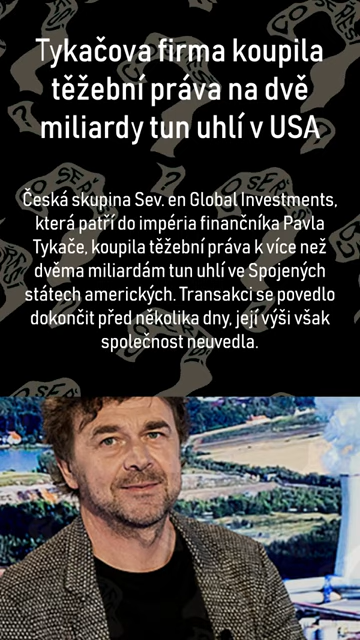 Tykačova firma koupila
těžební práva na dvě
miliardy tun uhlí v USA
Česká skupina Sev. en Global Investments,
která patří do impéria finančníka Pavla
Tykače, koupila těžební práva k více než
dvěma miliardám tun uhlí ve Spojených
státech amerických. Transakci se povedlo
dokončit před několika dny, její výši však
společnost neuvedla.